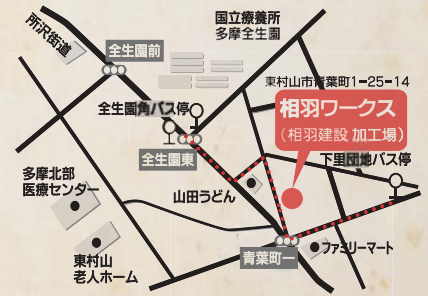 所沢街道
全生園前
国立療養所
多摩全生園
東村山市青葉町1-25-14
相羽ワークス
(相羽建設 加工場)
全生園角バス停
全生園東
下里団地バス停
多摩北部
医療センター
山田うどん
東村山
老人ホーム
青葉町一
ファミリーマート